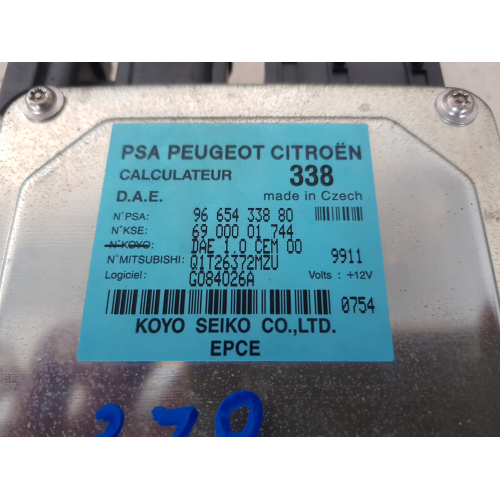 PSA PEUGEOT CITROËN
CALCULATEUR 338
D.A.E. made in Czech
N°PSA: 96 654 338 80
N°KSE: 69 000 01 744
N°KOYO: DAE 1.0 CEM 00
N°MITSUBISHI: Q1T26372MZU 9911
Logiciel: G084026A Volts : +12V
0754
KOYO SEIKO CO.,LTD.
EPCE